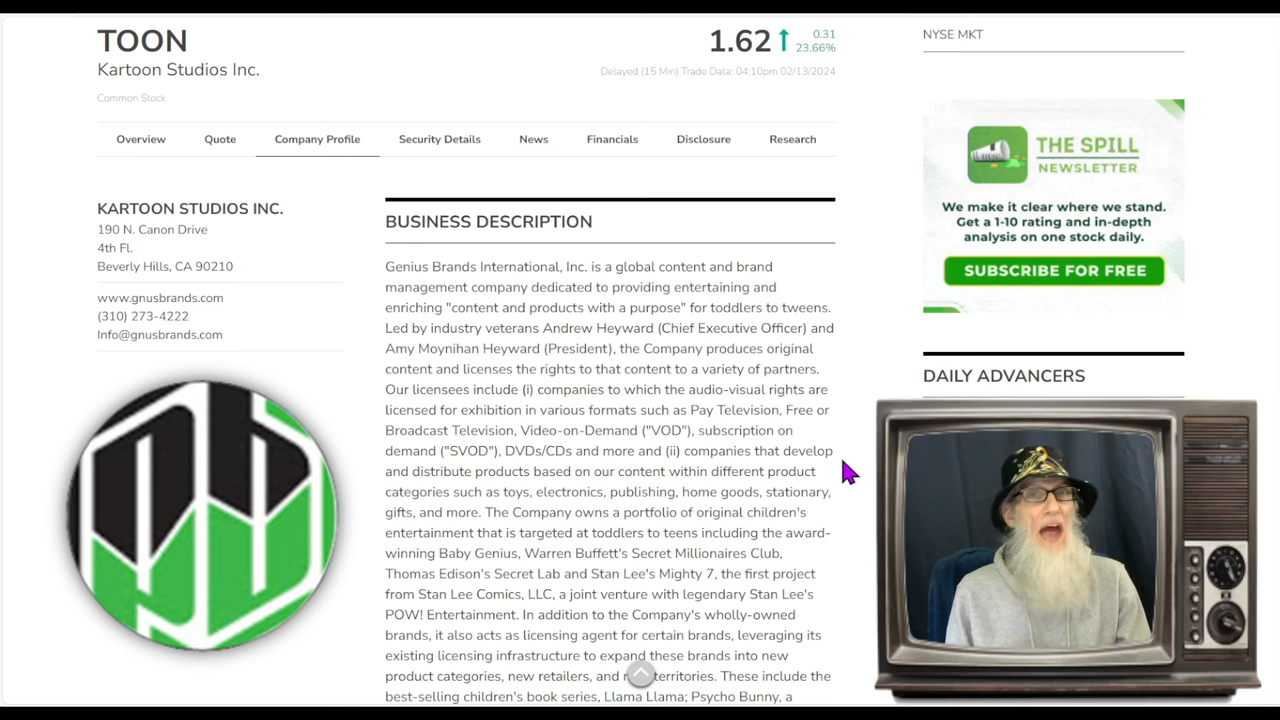 TOON
Kartoon Studios Inc.
Common Stock
1.62
0.31
23.66%
Delayed (15 Min) Trade Data: 04:10pm 02/13/2024
Overview Quote Company Profile Security Details News Financials Disclosure Research
KARTOON STUDIOS INC.
190 N. Canon Drive
4th Fl.
Beverly Hills, CA 90210
www.gnusbrands.com
(310) 273-4222
Info@gnusbrands.com
BUSINESS DESCRIPTION
Genius Brands International, Inc. is a global content and brand
management company dedicated to providing entertaining and
enriching "content and products with a purpose" for toddlers to tweens.
Led by industry veterans Andrew Heyward (Chief Executive Officer) and
Amy Moynihan Heyward (President), the Company produces original
content and licenses the rights to that content to a variety of partners.
Our licensees include (i) companies to which the audio-visual rights are
licensed for exhibition in various formats such as Pay Television, Free or
Broadcast Television, Video-on-Demand ("VOD"), subscription on
demand ("SVOD"), DVDs/CDs and more and (ii) companies that develop
and distribute products based on our content within different product
categories such as toys, electronics, publishing, home goods, stationary,
gifts, and more. The Company owns a portfolio of original children's
entertainment that is targeted at toddlers to teens including the award-
winning Baby Genius, Warren Buffett's Secret Millionaires Club,
Thomas Edison's Secret Lab and Stan Lee's Mighty 7, the first project
from Stan Lee Comics, LLC, a joint venture with legendary Stan Lee's
POW! Entertainment. In addition to the Company's wholly-owned
brands, it also acts as licensing agent for certain brands, leveraging its
existing licensing infrastructure to expand these brands into new
product categories, new retailers, and territories. These include the
best-selling children's book series, Llama Llama; Psycho Bunny, a
NYSE MKT
THE SPILL
NEWSLETTER
We make it clear where we stand.
Get a 1-10 rating and in-depth
analysis on one stock daily.
SUBSCRIBE FOR FREE
DAILY ADVANCERS